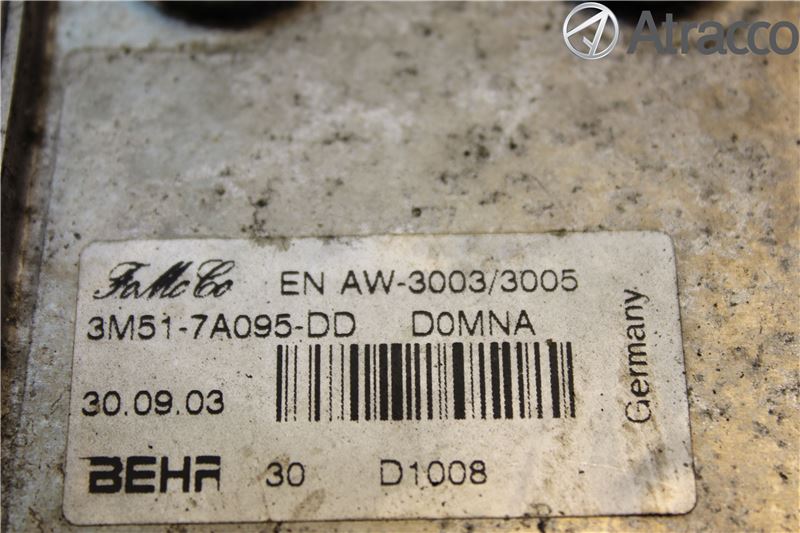 Atracco
FoMoCo EN AW-3003/3005
3M51-7A095-DD D0MNA
30.09.03
BEHR 30 D1008
Germany